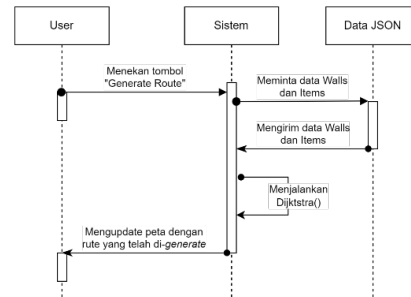 User
Sistem
Data JSON
Menekan tombol
"Generate Route"
Meminta data Walls
dan Items
Mengirim data Walls
dan Items
Menjalankan
Dijktstra()
Mengupdate peta dengan
rute yang telah di-generate